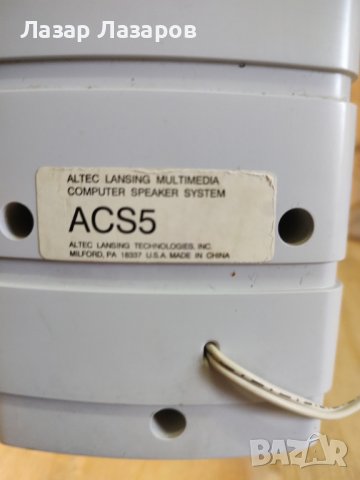 Лазар Лазаров
ALTEC LANSING MULTIMEDIA
COMPUTER SPEAKER SYSTEM
ACS5
ALTEC LANSING TECHNOLOGIES, INC.
MILFORD, PA 18337 U.S.A. MADE IN CHINA
BAZAR